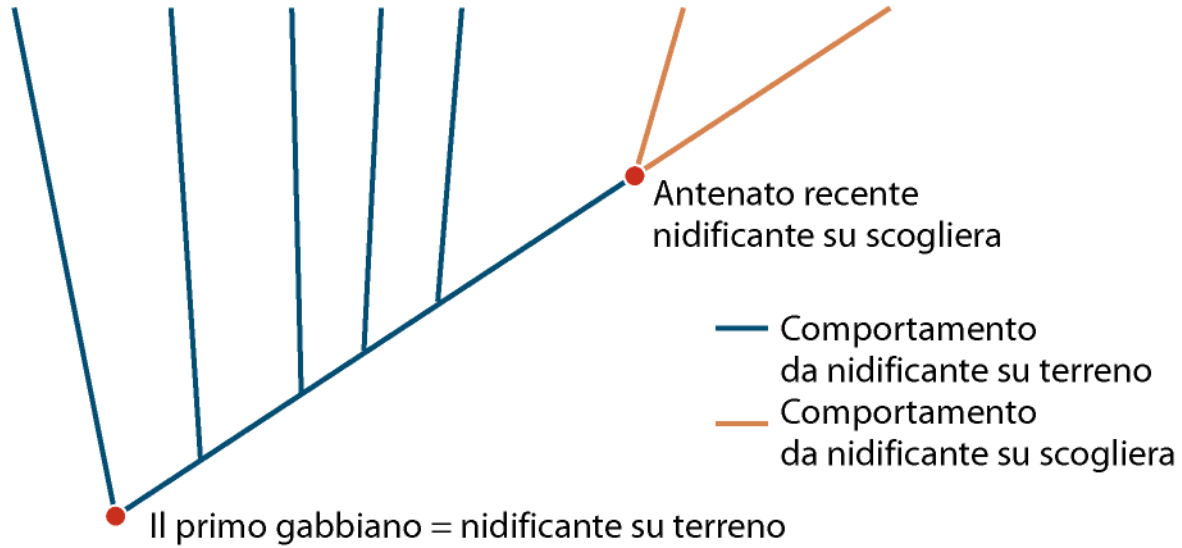 Antenato recente
nidificante su scogliera
Comportamento
da nidificante su terreno
Comportamento
da nidificante su scogliera
Il primo gabbiano = nidificante su terreno